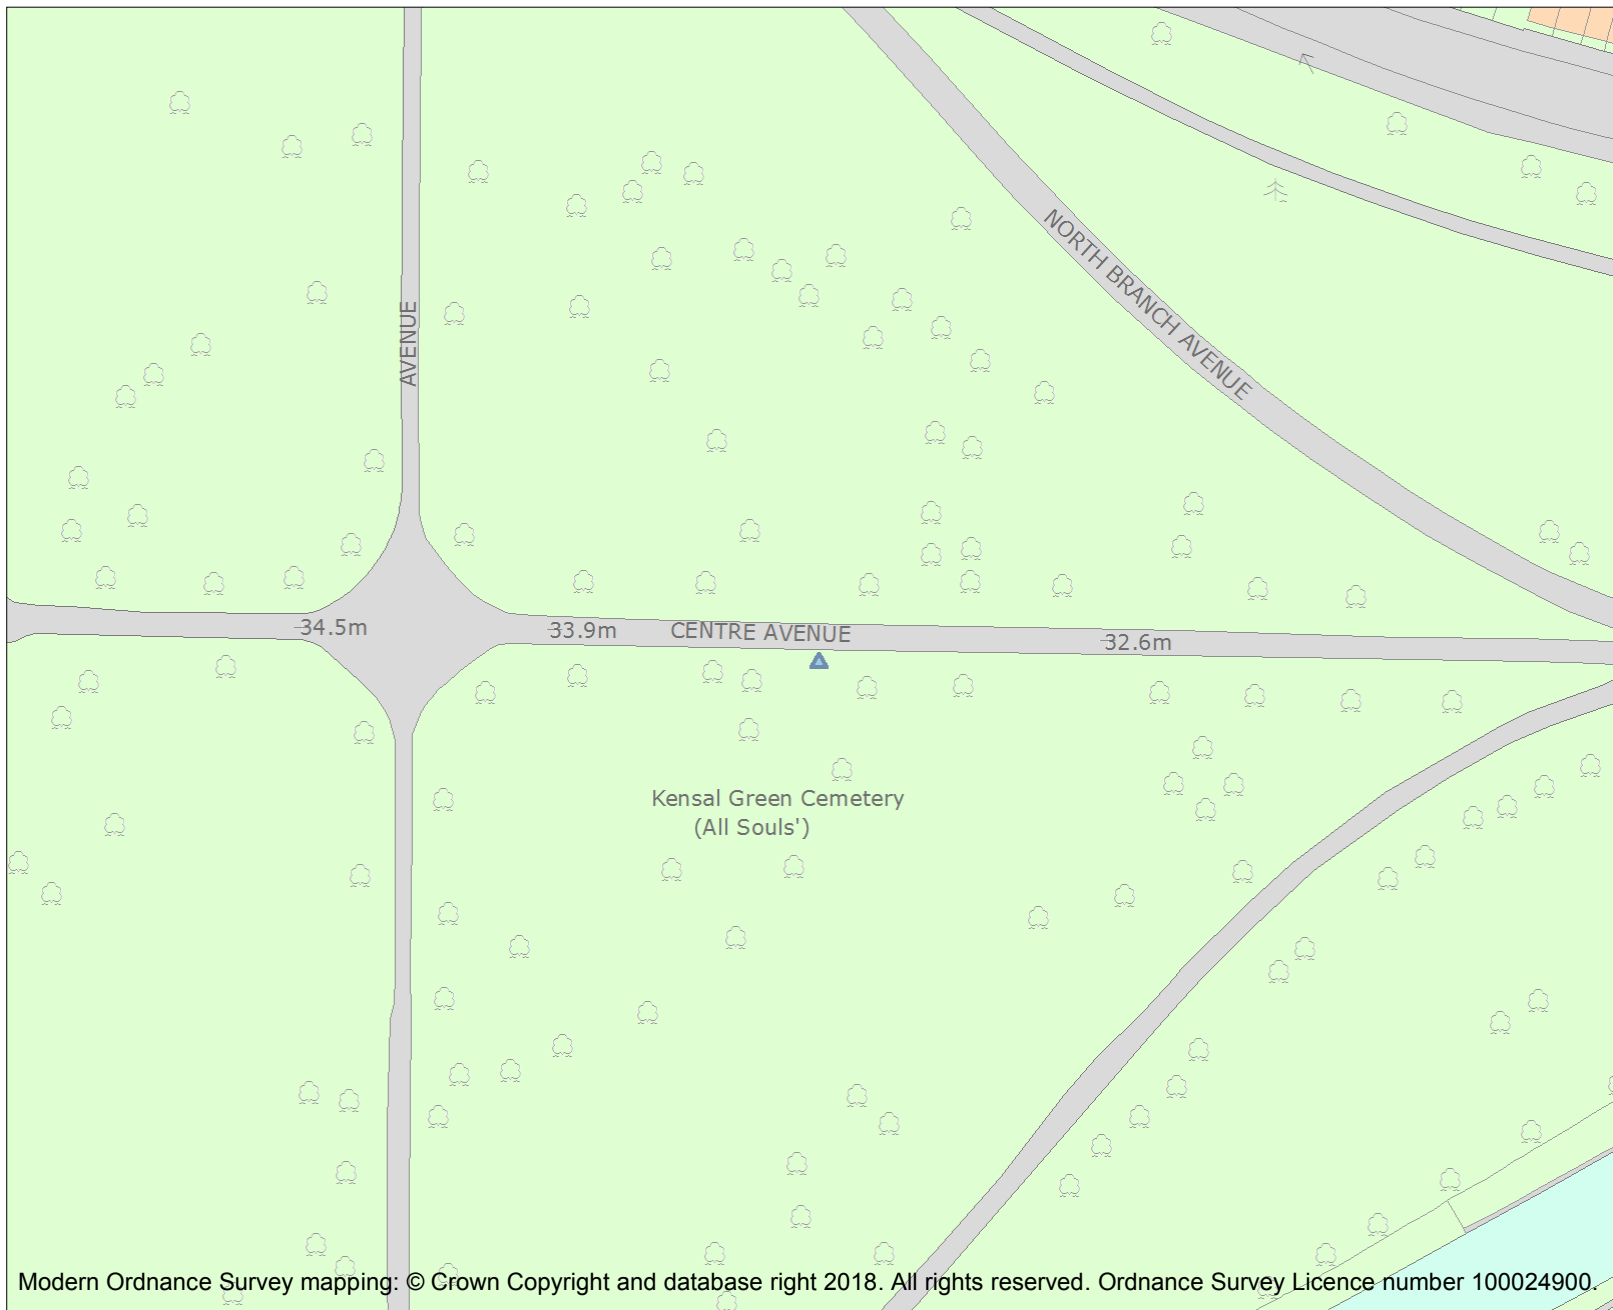 NORTH BRANCH AVENUE
AVENUE
34.5m
33.9m
CENTRE AVENUE
32.6m
Kensal Green Cemetery
(All Souls')
Modern Ordnance Survey mapping: © Crown Copyright and database right 2018. All rights reserved. Ordnance Survey Licence number 100024900.